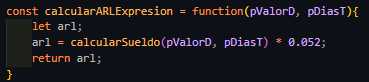 const calcularARLExpresion = function(pValorD, pDiasT){
    let arl;
    arl = calcularSueldo(pValorD, pDiasT) * 0.052;
    return arl;
}